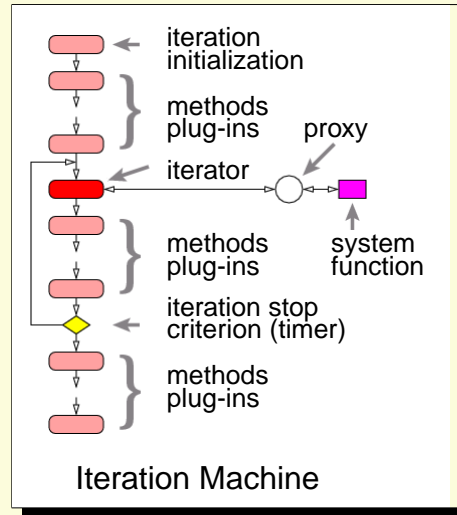 iteration
initialization
methods
plug-ins
proxy
iterator
methods
plug-ins
system
function
iteration stop
criterion (timer)
methods
plug-ins
Iteration Machine